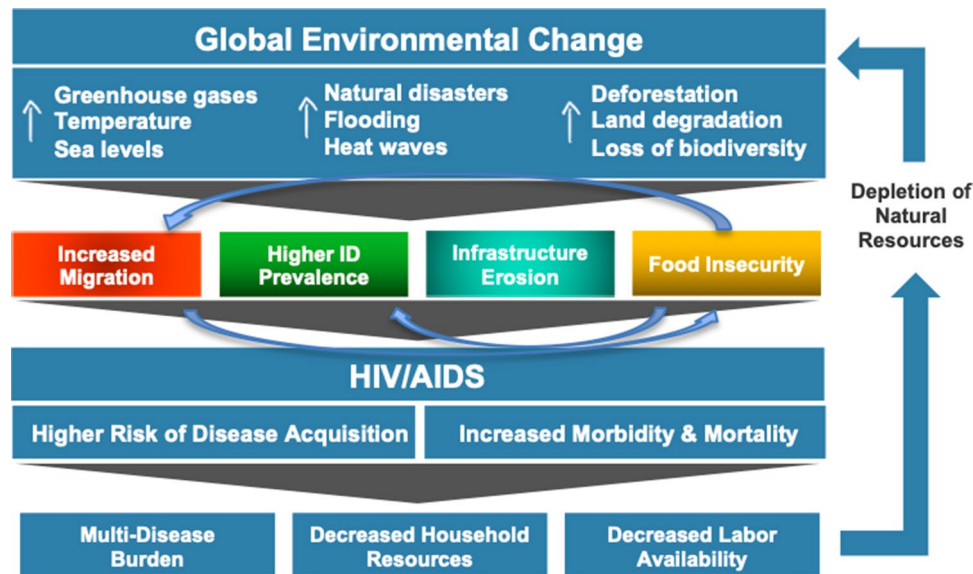 Global Environmental Change
Greenhouse gases
Temperature
Sea levels
Natural disasters
Flooding
Heat waves
Deforestation
Land degradation
Loss of biodiversity
Depletion of
Natural
Resources
Increased
Migration
Higher ID
Prevalence
Infrastructure
Erosion
Food Insecurity
HIV/AIDS
Higher Risk of Disease Acquisition
Increased Morbidity & Mortality
Multi-Disease
Burden
Decreased Household
Resources
Decreased Labor
Availability